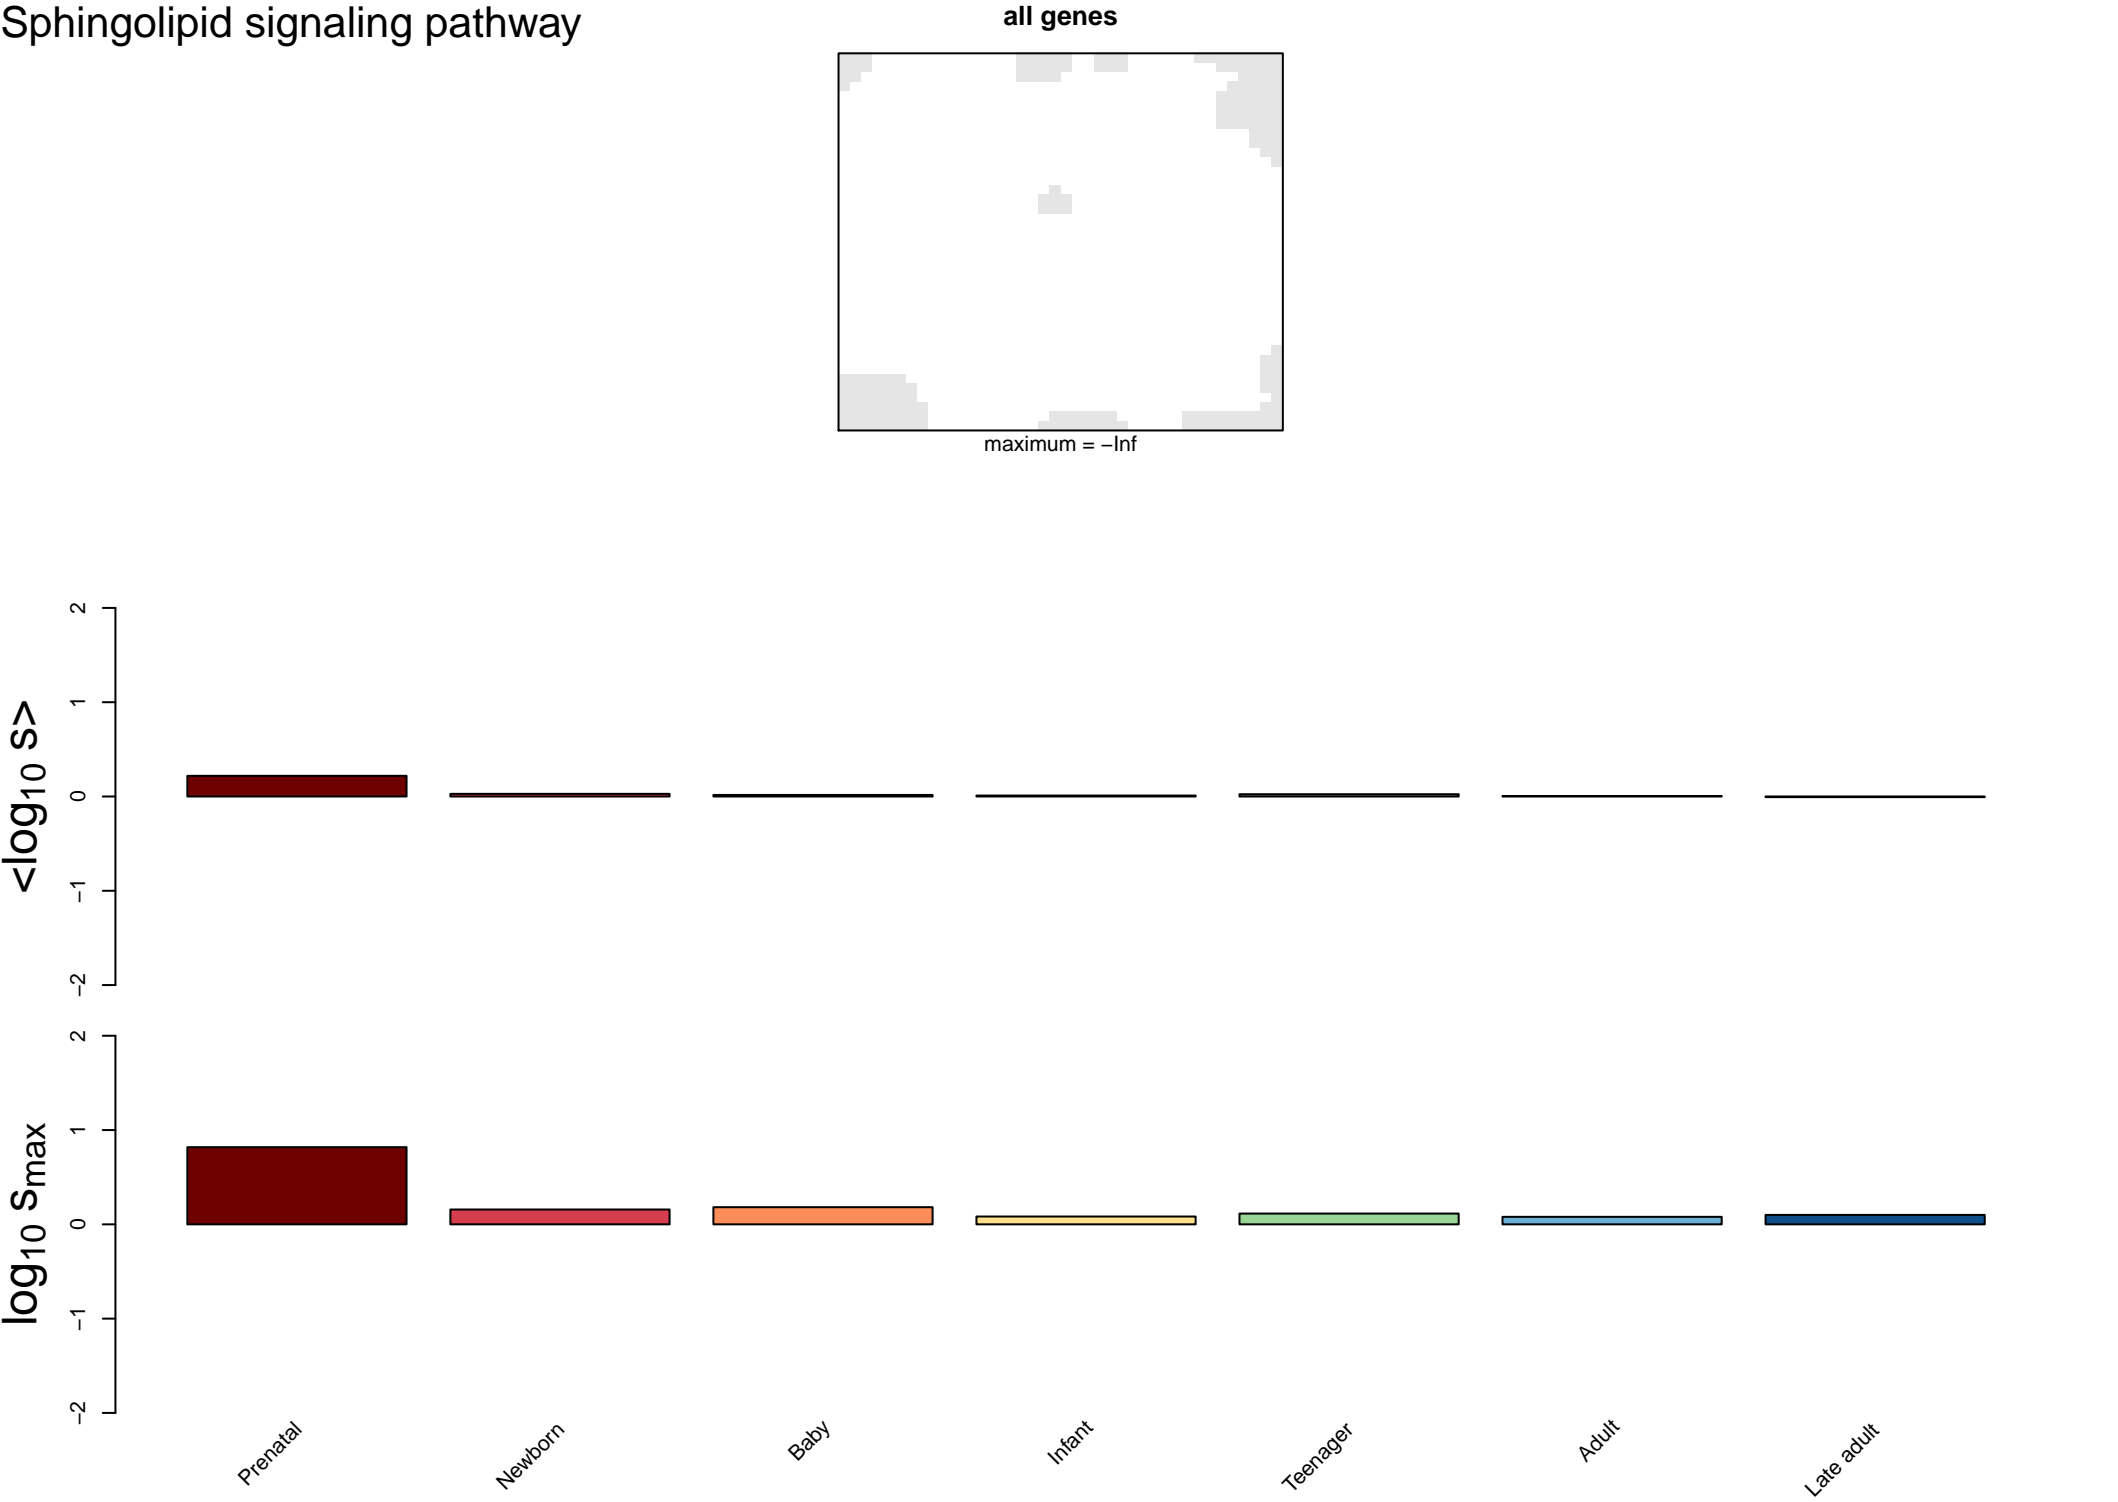 Sphingolipid signaling pathway
all genes
maximum = −Inf
<log10 s>
2
1
0
−1
−2
log10 smax
2
1
0
−1
−2
Prenatal
Newborn
Baby
Infant
Teenager
Adult
Late adult